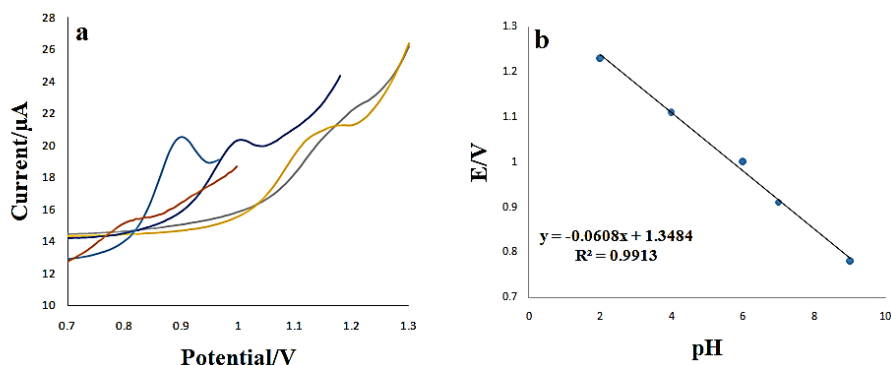 a
28
26
24
22
20
18
16
14
12
10
Current/µA
0.7 0.8 0.9 1 1.1 1.2 1.3
Potential/V
b
1.3
1.2
1.1
1
0.9
0.8
0.7
E/V
y = -0.0608x + 1.3484
R² = 0.9913
0 2 4 6 8 10
pH